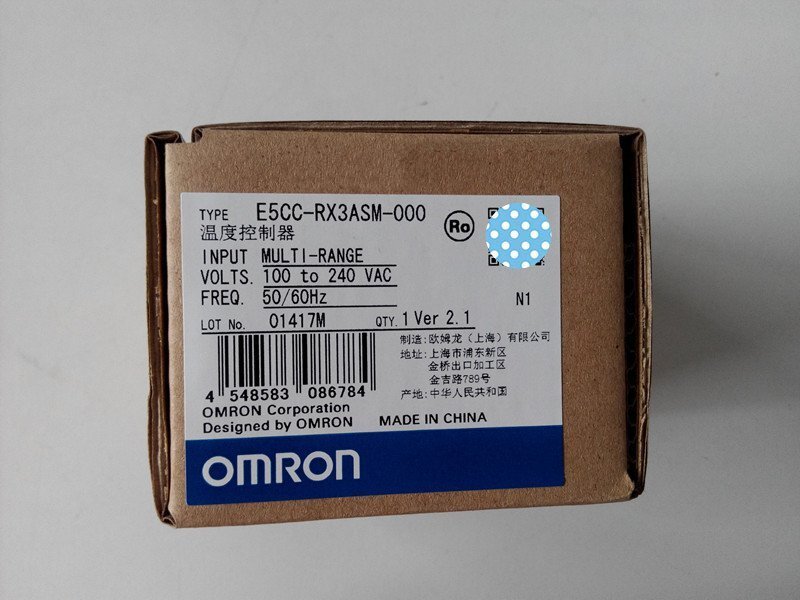 TYPE E5CC-RX3ASM-000
Ro
温度控制器
INPUT MULTI-RANGE
VOLTS. 100 to 240 VAC
FREQ. 50/60Hz
N1
LOT No. 01417M QTY. 1 Ver 2.1
制造:欧姆龙(上海)有限公司
地址:上海市浦东新区
金桥出口加工区
金吉路789号
产地:中华人民共和国
4 548583 086784
OMRON Corporation
Designed by OMRON MADE IN CHINA
OMRON